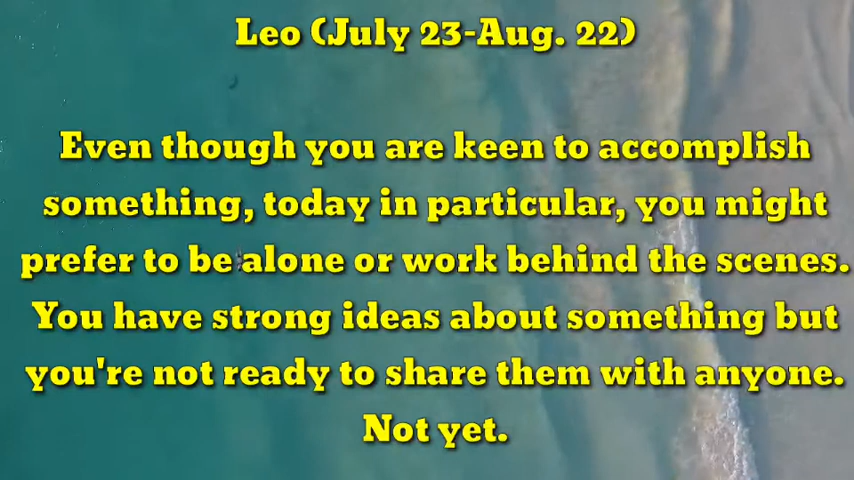 Leo (July 23-Aug. 22)
Even though you are keen to accomplish
something, today in particular, you might
prefer to be alone or work behind the scenes.
You have strong ideas about something but
you're not ready to share them with anyone.
Not yet.